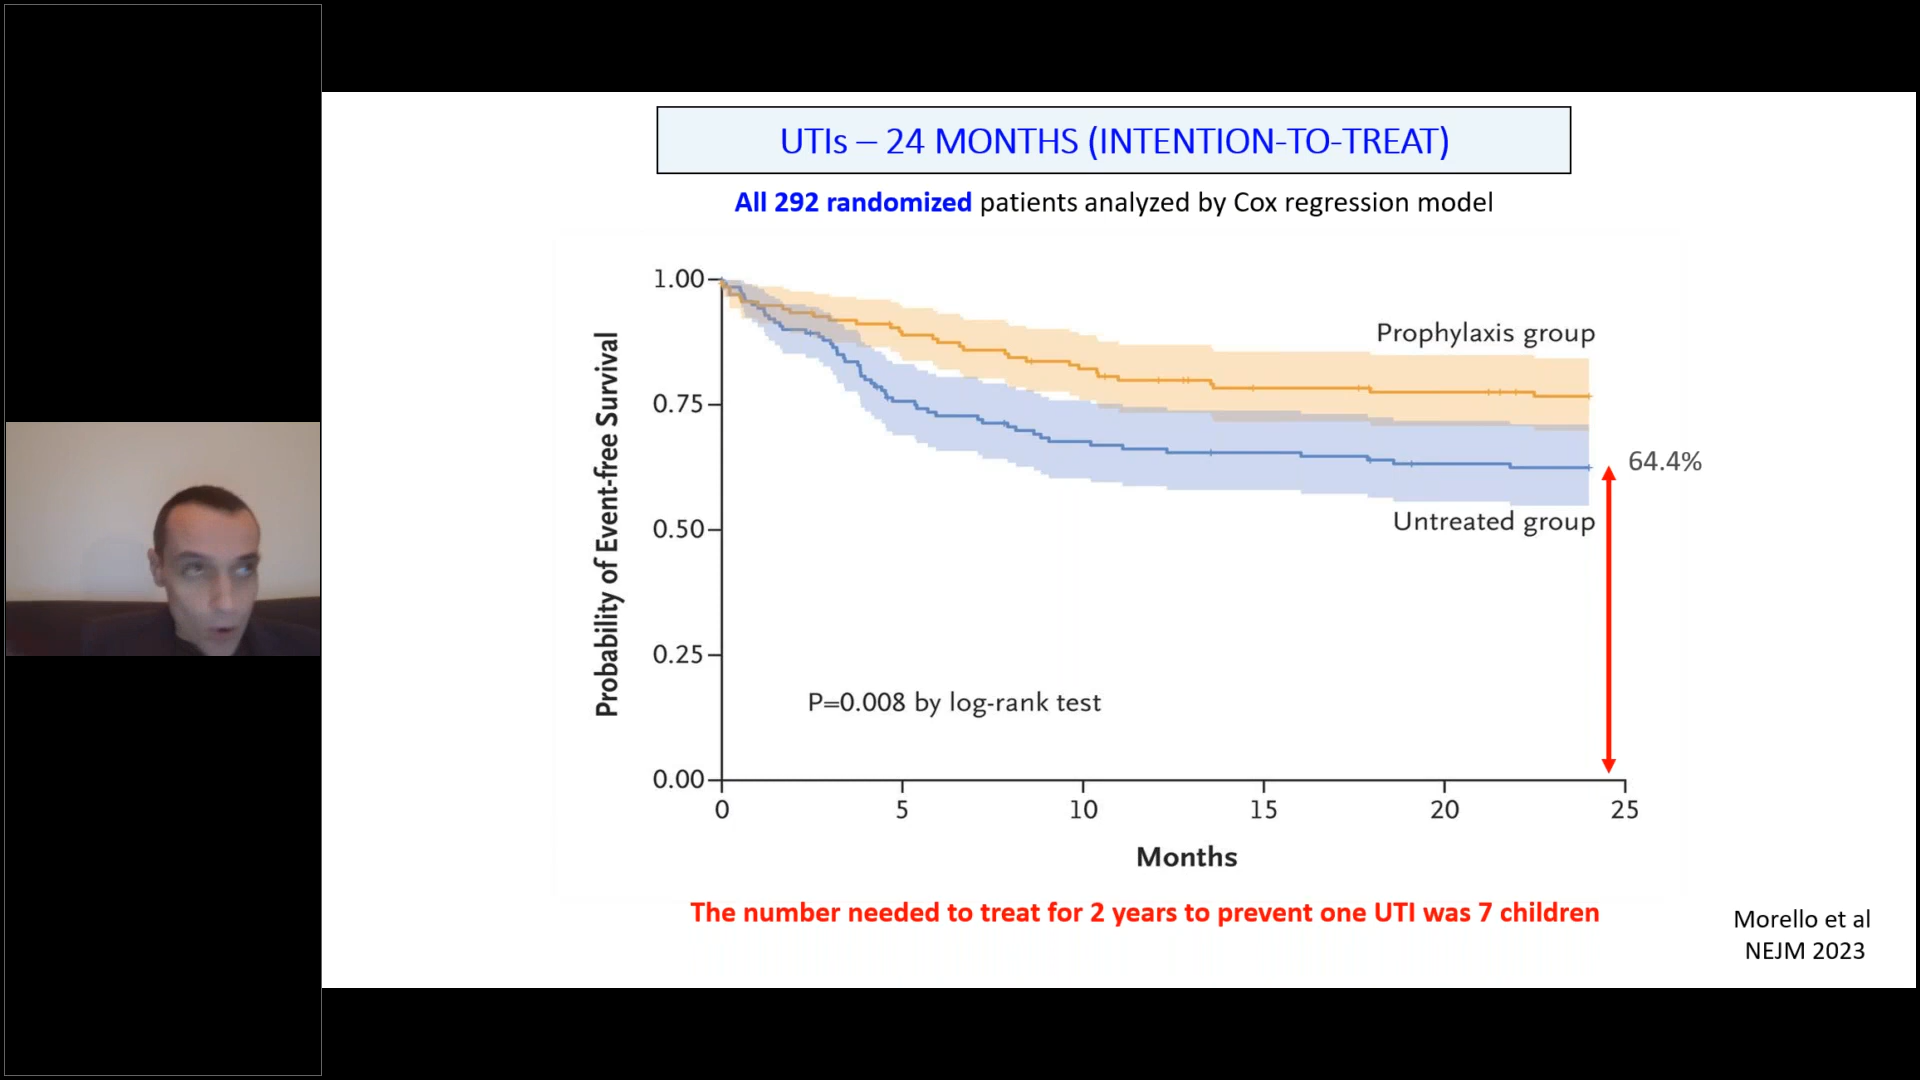 UTIs – 24 MONTHS (INTENTION-TO-TREAT)
All 292 randomized patients analyzed by Cox regression model
Probability of Event-free Survival
1.00
0.75
0.50
0.25
0.00
Prophylaxis group
64.4%
Untreated group
P=0.008 by log-rank test
0 5 10 15 20 25
Months
The number needed to treat for 2 years to prevent one UTI was 7 children
Morello et al
NEJM 2023